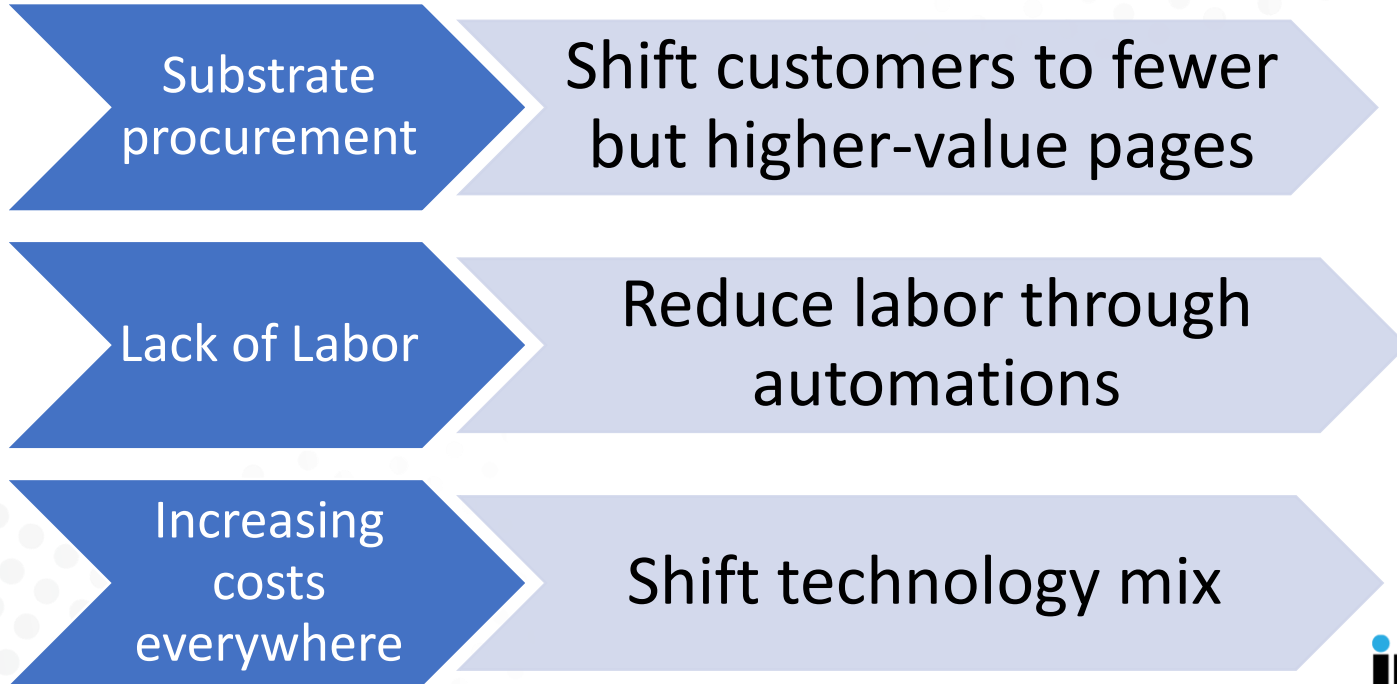 Substrate
procurement
Shift customers to fewer
but higher-value pages
Lack of Labor
Reduce labor through
automations
Increasing
costs
everywhere
Shift technology mix